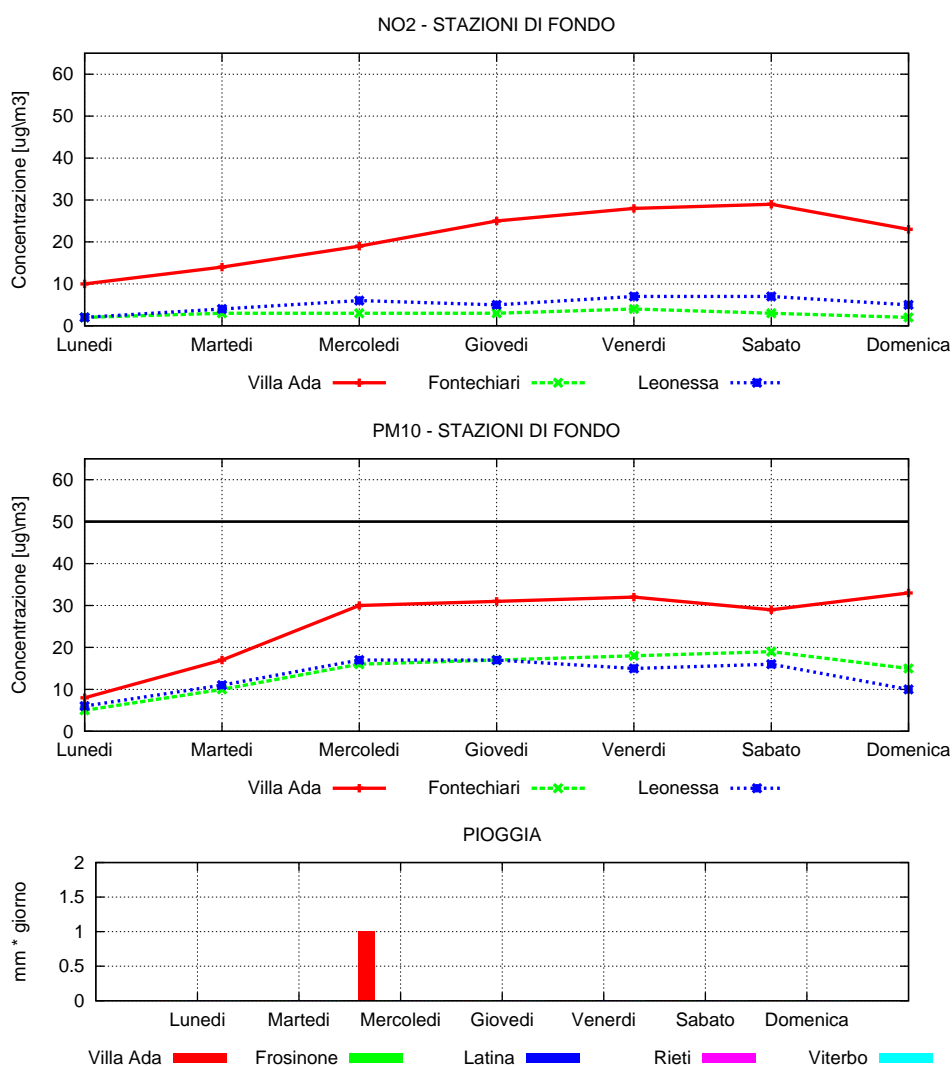 NO2 - STAZIONI DI FONDO
Concentrazione [ug\m3]
60
50
40
30
20
10
0
Lunedi Martedi Mercoledi Giovedi Venerdi Sabato Domenica
Villa Ada Fontechiari Leonessa
PM10 - STAZIONI DI FONDO
Concentrazione [ug\m3]
60
50
40
30
20
10
0
Lunedi Martedi Mercoledi Giovedi Venerdi Sabato Domenica
Villa Ada Fontechiari Leonessa
PIOGGIA
mm * giorno
2
1.5
1
0.5
0
Lunedi Martedi Mercoledi Giovedi Venerdi Sabato Domenica
Villa Ada Frosinone Latina Rieti Viterbo